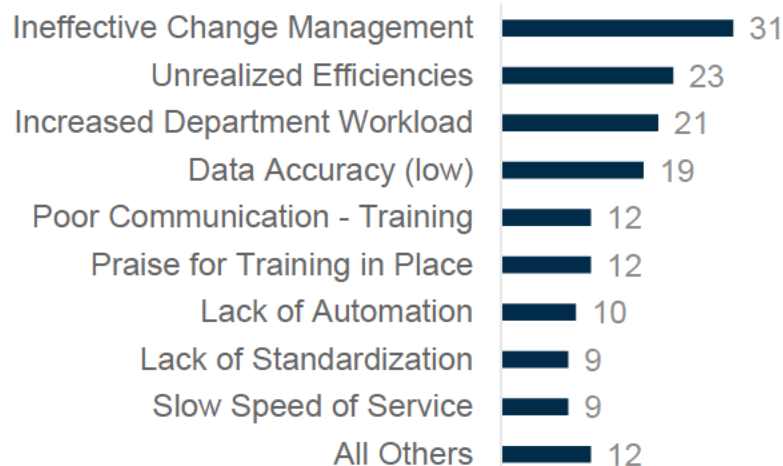 Ineffective Change Management 31
Unrealized Efficiencies 23
Increased Department Workload 21
Data Accuracy (low) 19
Poor Communication - Training 12
Praise for Training in Place 12
Lack of Automation 10
Lack of Standardization 9
Slow Speed of Service 9
All Others 12